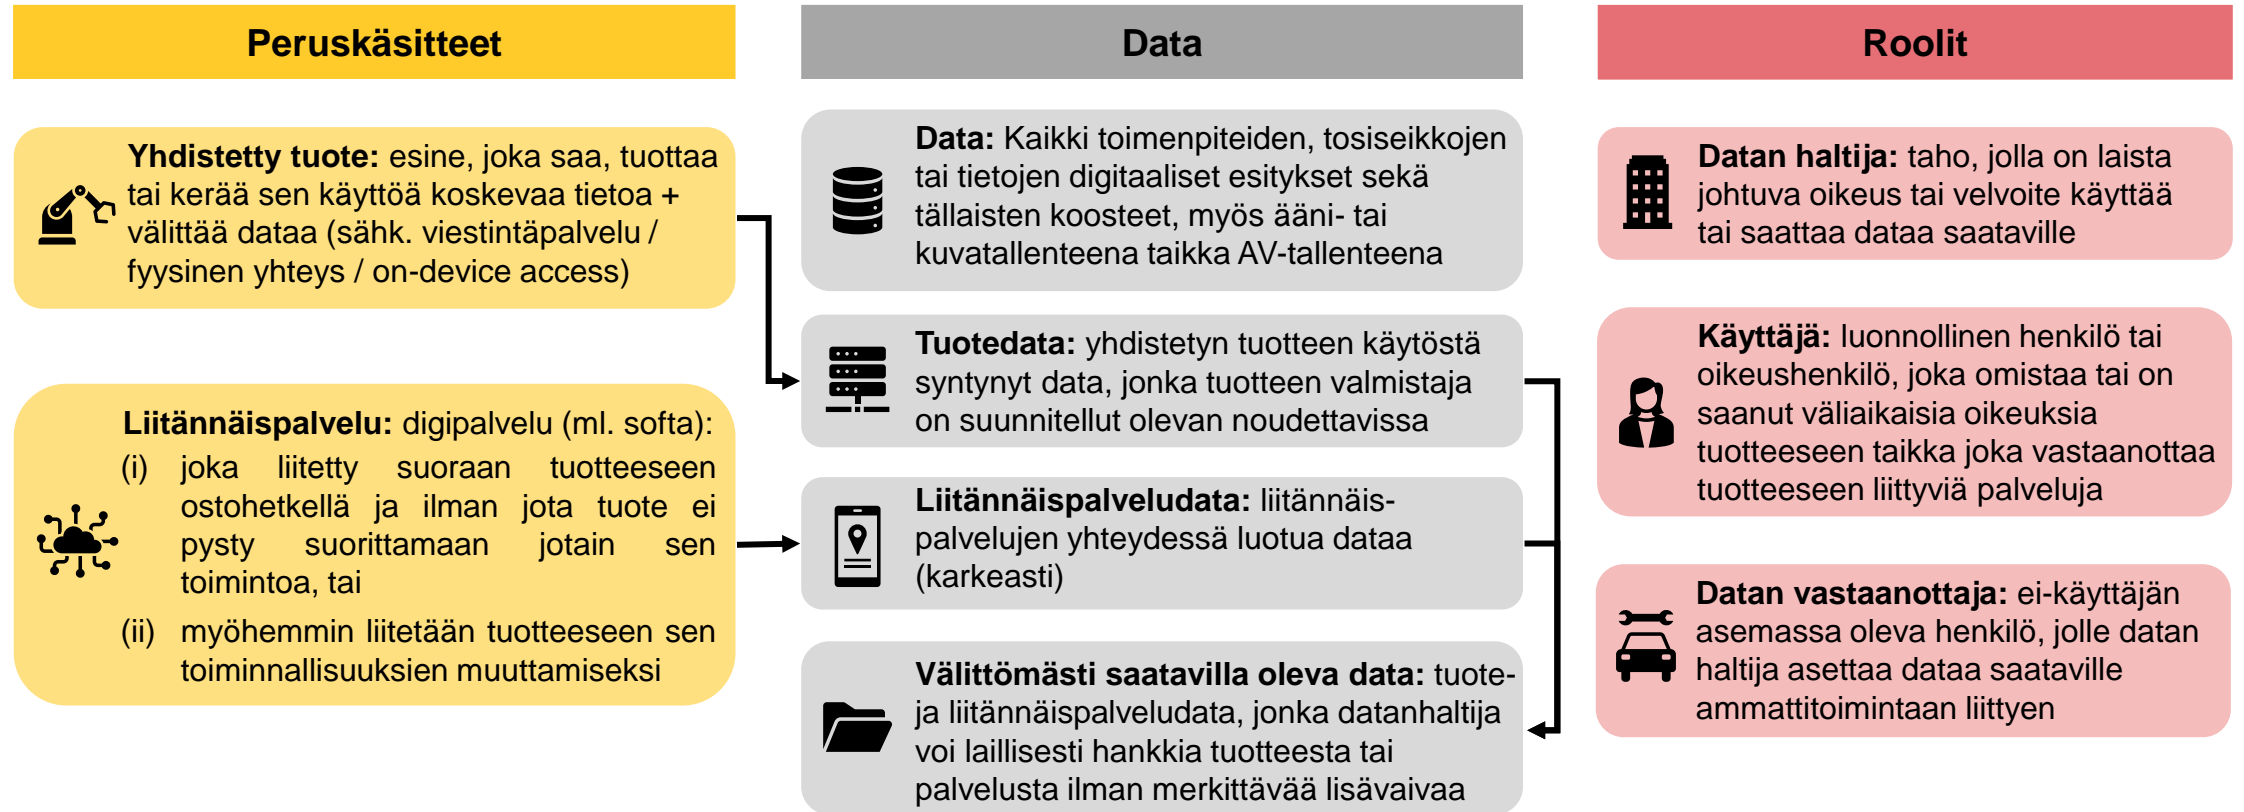 Peruskäsitteet
Yhdistetty tuote: esine, joka saa, tuottaa
tai kerää sen käyttöä koskevaa tietoa +
välittää dataa (sähk. viestintäpalvelu /
fyysinen yhteys / on-device access)
Liitännäispalvelu: digipalvelu (ml. softa):
(i) joka liitetty suoraan tuotteeseen
ostohetkellä ja ilman jota tuote ei
pysty suorittamaan jotain sen
toimintoa, tai
(ii) myöhemmin liitetään tuotteeseen sen
toiminnallisuuksien muuttamiseksi
Data
Data: Kaikki toimenpiteiden, tosiseikkojen
tai tietojen digitaaliset esitykset sekä
tällaisten koosteet, myös ääni- tai
kuvatallenteena taikka AV-tallenteena
Tuotedata: yhdistetyn tuotteen käytöstä
syntynyt data, jonka tuotteen valmistaja
on suunnitellut olevan noudettavissa
Liitännäispalveludata: liitännäis-
palvelujen yhteydessä luotua dataa
(karkeasti)
Välittömästi saatavilla oleva data: tuote-
ja liitännäispalveludata, jonka datanhaltija
voi laillisesti hankkia tuotteesta tai
palvelusta ilman merkittävää lisävaivaa
Roolit
Datan haltija: taho, jolla on laista
johtuva oikeus tai velvoite käyttää
tai saattaa dataa saataville
Käyttäjä: luonnollinen henkilö tai
oikeushenkilö, joka omistaa tai on
saanut väliaikaisia oikeuksia
tuotteeseen taikka joka vastaanottaa
tuotteeseen liittyviä palveluja
Datan vastaanottaja: ei-käyttäjän
asemassa oleva henkilö, jolle datan
haltija asettaa dataa saataville
ammattitoimintaan liittyen